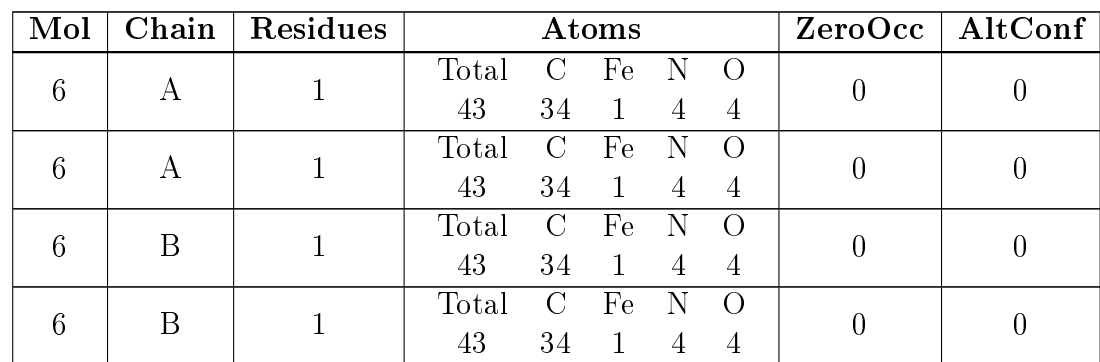 Mol Chain Residues Atoms ZeroOcc AltConf
6 A 1 Total C Fe N O 0 0
43 34 1 4 4
6 A 1 Total C Fe N O 0 0
43 34 1 4 4
6 B 1 Total C Fe N O 0 0
43 34 1 4 4
6 B 1 Total C Fe N O 0 0
43 34 1 4 4